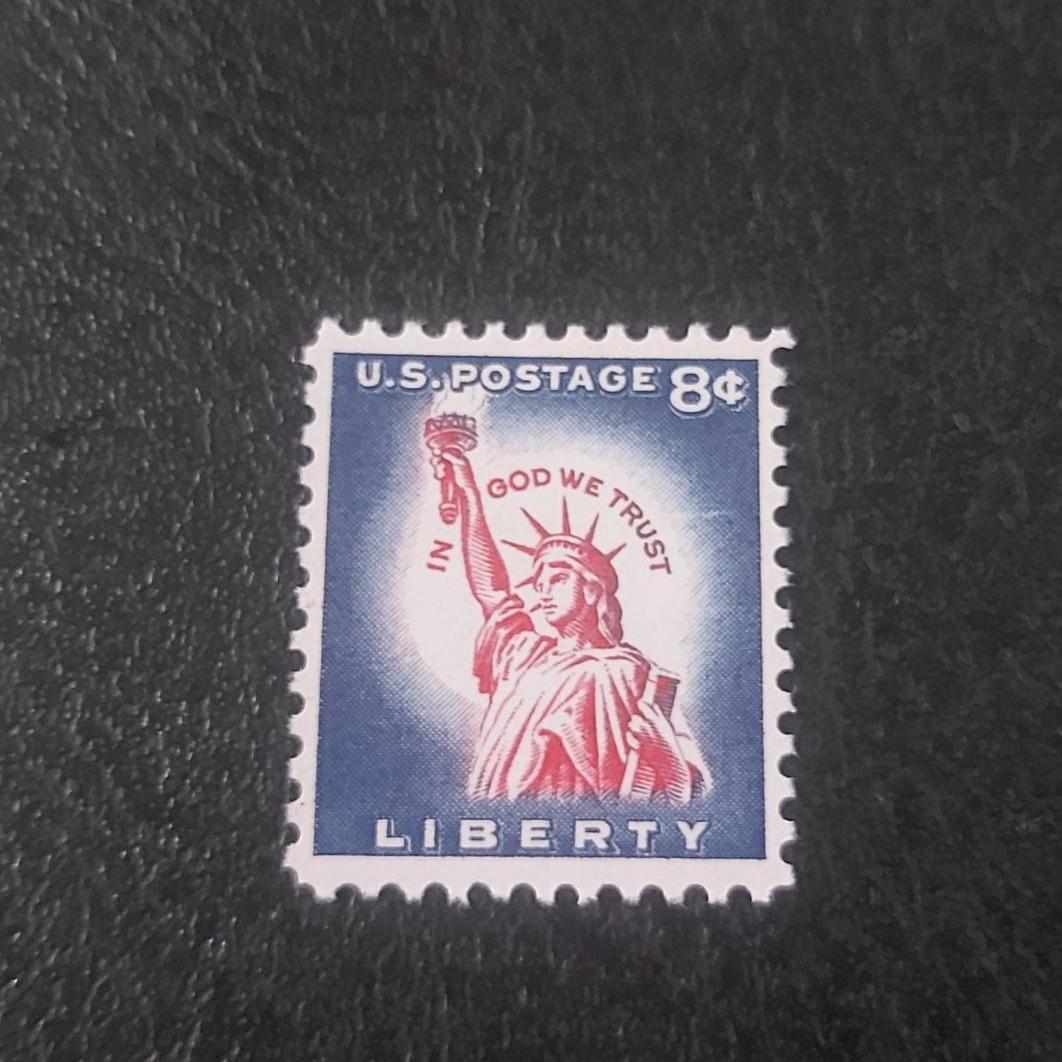 U.S. POSTAGE 8¢
IN GOD WE TRUST
LIBERTY